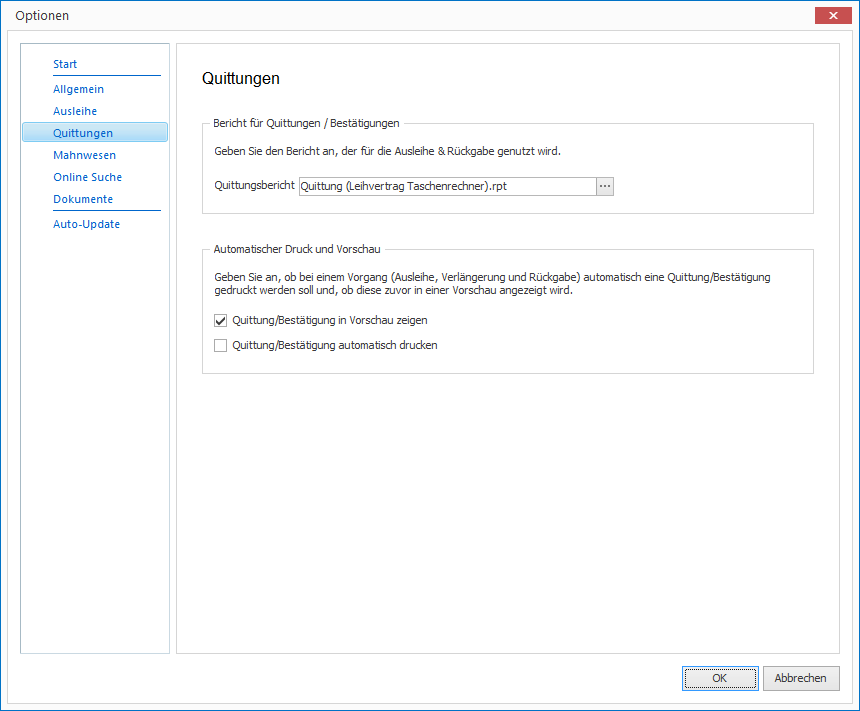 Optionen
Start
Allgemein
Ausleihe
Quittungen
Mahnwesen
Online Suche
Dokumente
Auto-Update
Quittungen
Bericht für Quittungen / Bestätigungen
Geben Sie den Bericht an, der für die Ausleihe & Rückgabe genutzt wird.
Quittungsbericht Quittung (Leihvertrag Taschenrechner).rpt ...
Automatischer Druck und Vorschau
Geben Sie an, ob bei einem Vorgang (Ausleihe, Verlängerung und Rückgabe) automatisch eine Quittung/Bestätigung
gedruckt werden soll und, ob diese zuvor in einer Vorschau angezeigt wird.
Quittung/Bestätigung in Vorschau zeigen
Quittung/Bestätigung automatisch drucken
OK Abbrechen